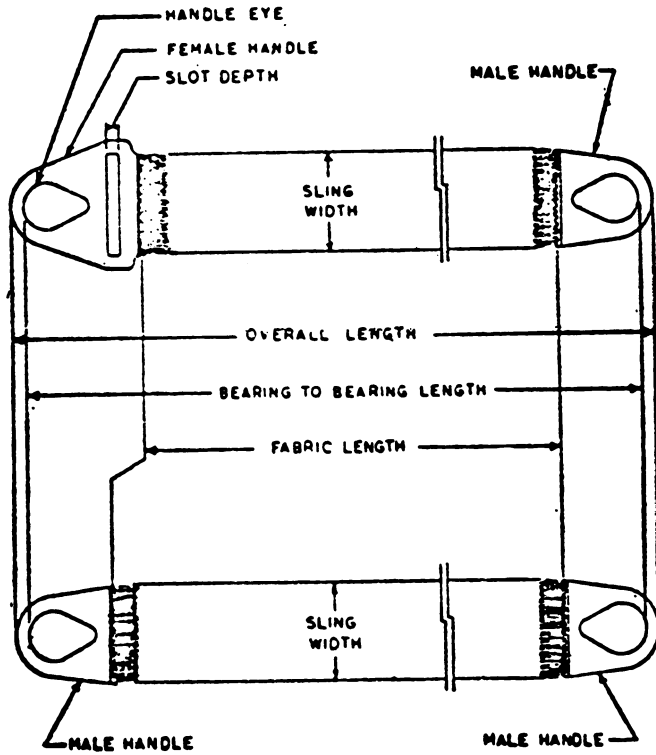 HANDLE EYE
FEMALE HANDLE
SLOT DEPTH
MALE HANDLE
SLING
WIDTH
OVERALL LENGTH
BEARING TO BEARING LENGTH
FABRIC LENGTH
SLING
WIDTH
MALE HANDLE
MALE HANDLE